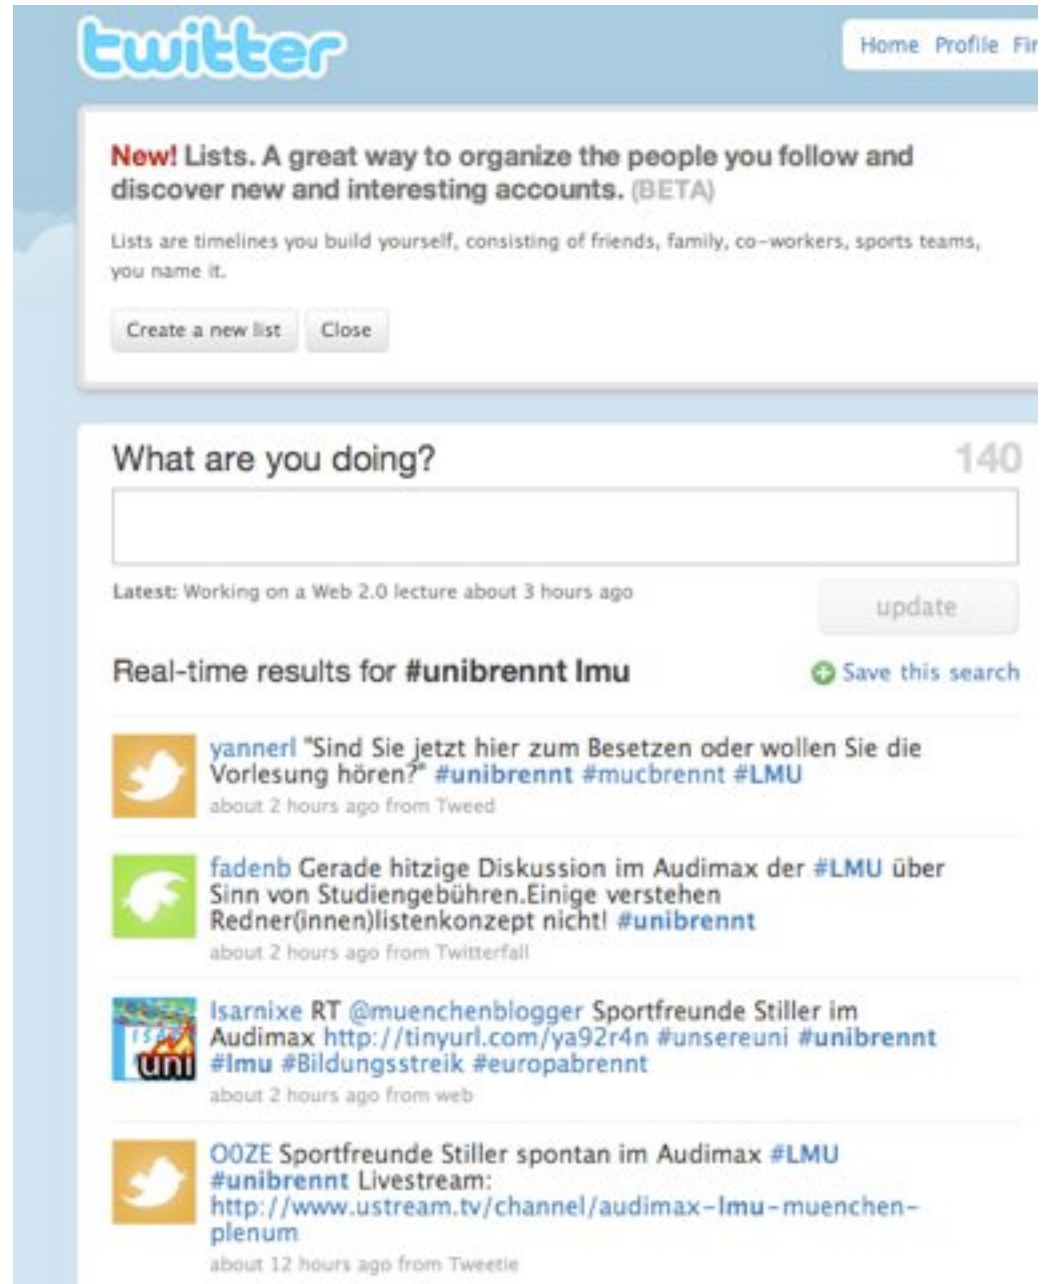 twitter
Home Profile Fin
New! Lists. A great way to organize the people you follow and
discover new and interesting accounts. (BETA)
Lists are timelines you build yourself, consisting of friends, family, co-workers, sports teams,
you name it.
Create a new list Close
What are you doing? 140
Latest: Working on a Web 2.0 lecture about 3 hours ago
update
Real-time results for #unibrennt lmu Save this search
yannerl "Sind Sie jetzt hier zum Besetzen oder wollen Sie die
Vorlesung hören?" #unibrennt #mucbrennt #LMU
about 2 hours ago from Tweed
fadenb Gerade hitzige Diskussion im Audimax der #LMU über
Sinn von Studiengebühren.Einige verstehen
Redner(innen)listenkonzept nicht! #unibrennt
about 2 hours ago from Twitterfall
Isarnixe RT @muenchenblogger Sportfreunde Stiller im
Audimax http://tinyurl.com/ya92r4n #unsereuni #unibrennt
#lmu #Bildungsstreik #europabrennt
uni
about 2 hours ago from web
O0ZE Sportfreunde Stiller spontan im Audimax #LMU
#unibrennt Livestream:
http://www.ustream.tv/channel/audimax-lmu-muenchen-
plenum
about 12 hours ago from Tweetie